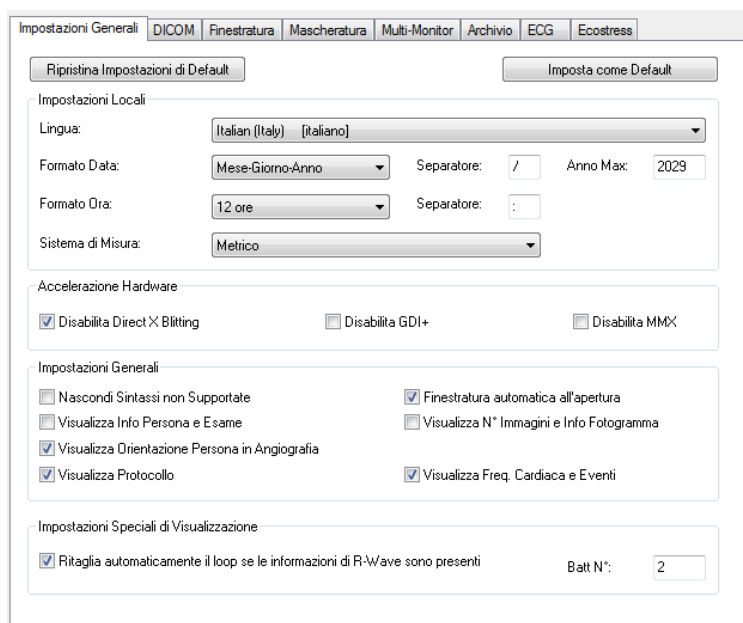 Impostazioni Generali DICOM Finestratura Mascheratura Multi-Monitor Archivio ECG Ecostress
Ripristina Impostazioni di Default Imposta come Default
Impostazioni Locali
Lingua: Italian (Italy) [italiano]
Formato Data: Mese-Giorno-Anno Separatore: / Anno Max: 2029
Formato Ora: 12 ore Separatore: :
Sistema di Misura: Metrico
Accelerazione Hardware
Disabilita Direct X Blitting Disabilita GDI+ Disabilita MMX
Impostazioni Generali
Nascondi Sintassi non Supportate Finestratura automatica all'apertura
Visualizza Info Persona e Esame Visualizza N° Immagini e Info Fotogramma
Visualizza Orientazione Persona in Angiografia
Visualizza Protocollo Visualizza Freq. Cardiaca e Eventi
Impostazioni Speciali di Visualizzazione
Ritaglia automaticamente il loop se le informazioni di R-Wave sono presenti Batt N°: 2